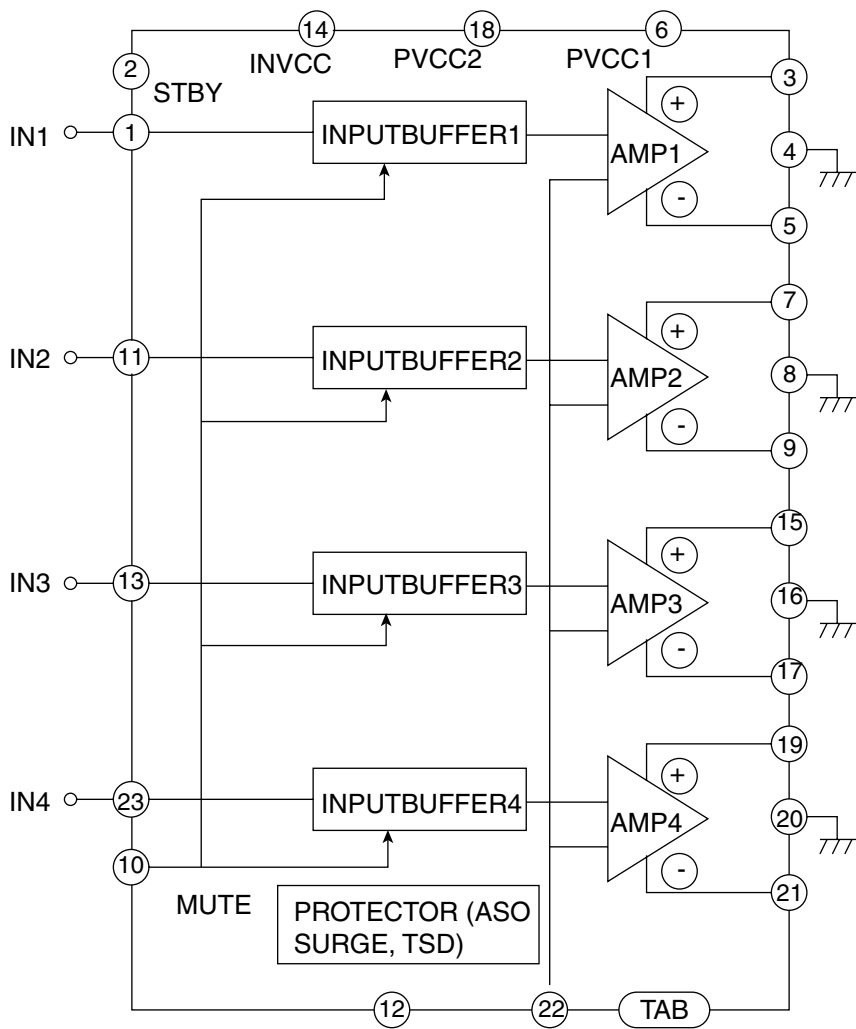 14 18 6
2 INVCC PVCC2 PVCC1
STBY 3
+
IN1 1 INPUTBUFFER1 AMP1 4
-
5
7
+
IN2 11 INPUTBUFFER2 AMP2 8
-
9
15
+
IN3 13 INPUTBUFFER3 AMP3 16
-
17
19
+
IN4 23 INPUTBUFFER4 AMP4 20
10 -
MUTE 21
PROTECTOR (ASO
SURGE, TSD)
12 22 TAB